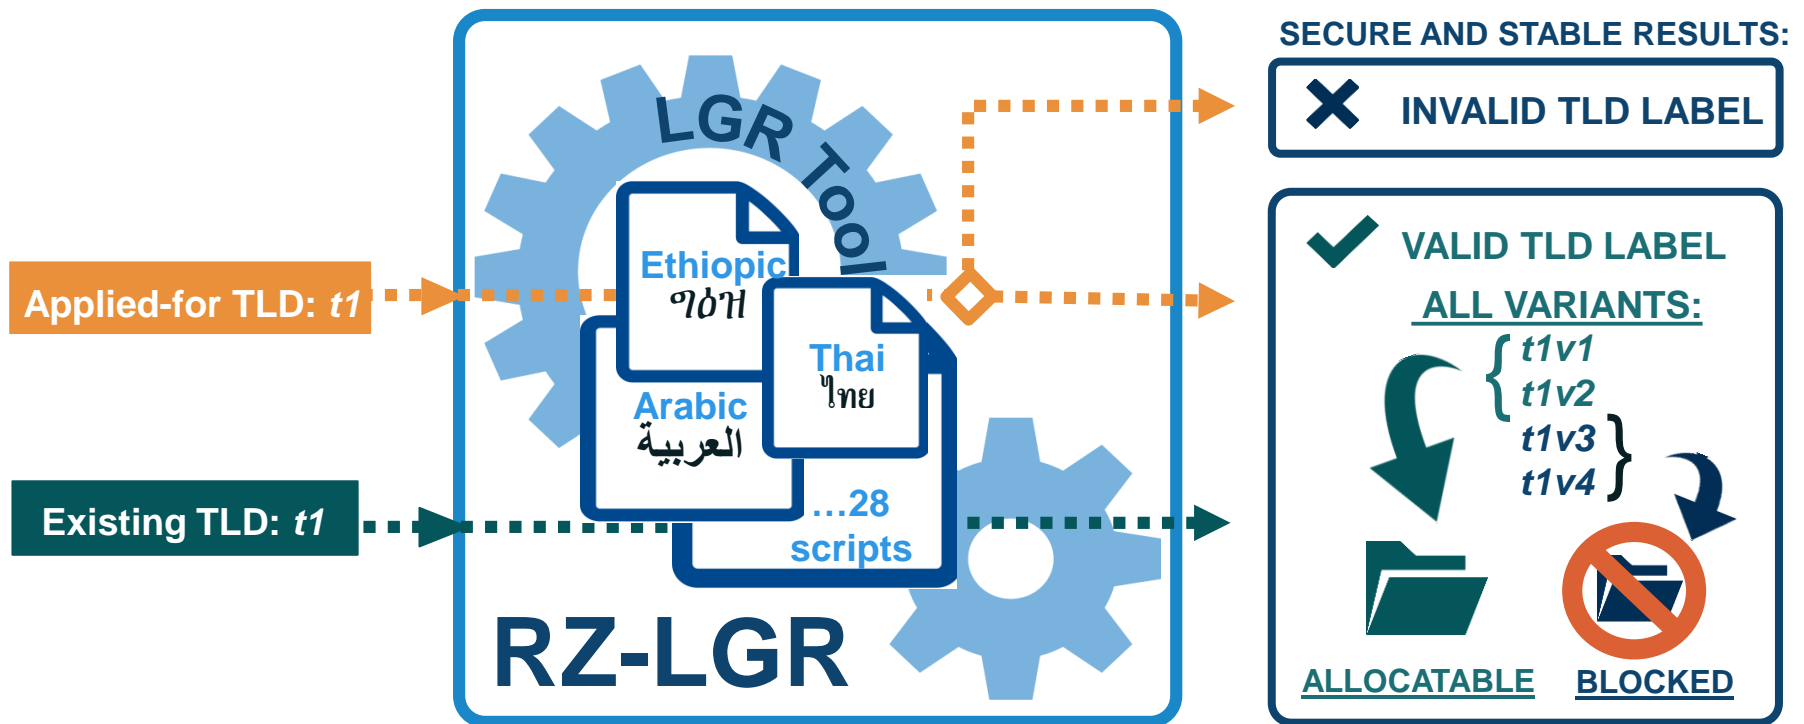 SECURE AND STABLE RESULTS:
INVALID TLD LABEL
LGR Tool
Applied-for TLD: t1
Existing TLD: t1
Ethiopic
ግዕዝ
Arabic
العربية
Thai
ไทย
…28
scripts
RZ-LGR
VALID TLD LABEL
ALL VARIANTS:
t1v1
t1v2
t1v3
t1v4
ALLOCATABLE
BLOCKED